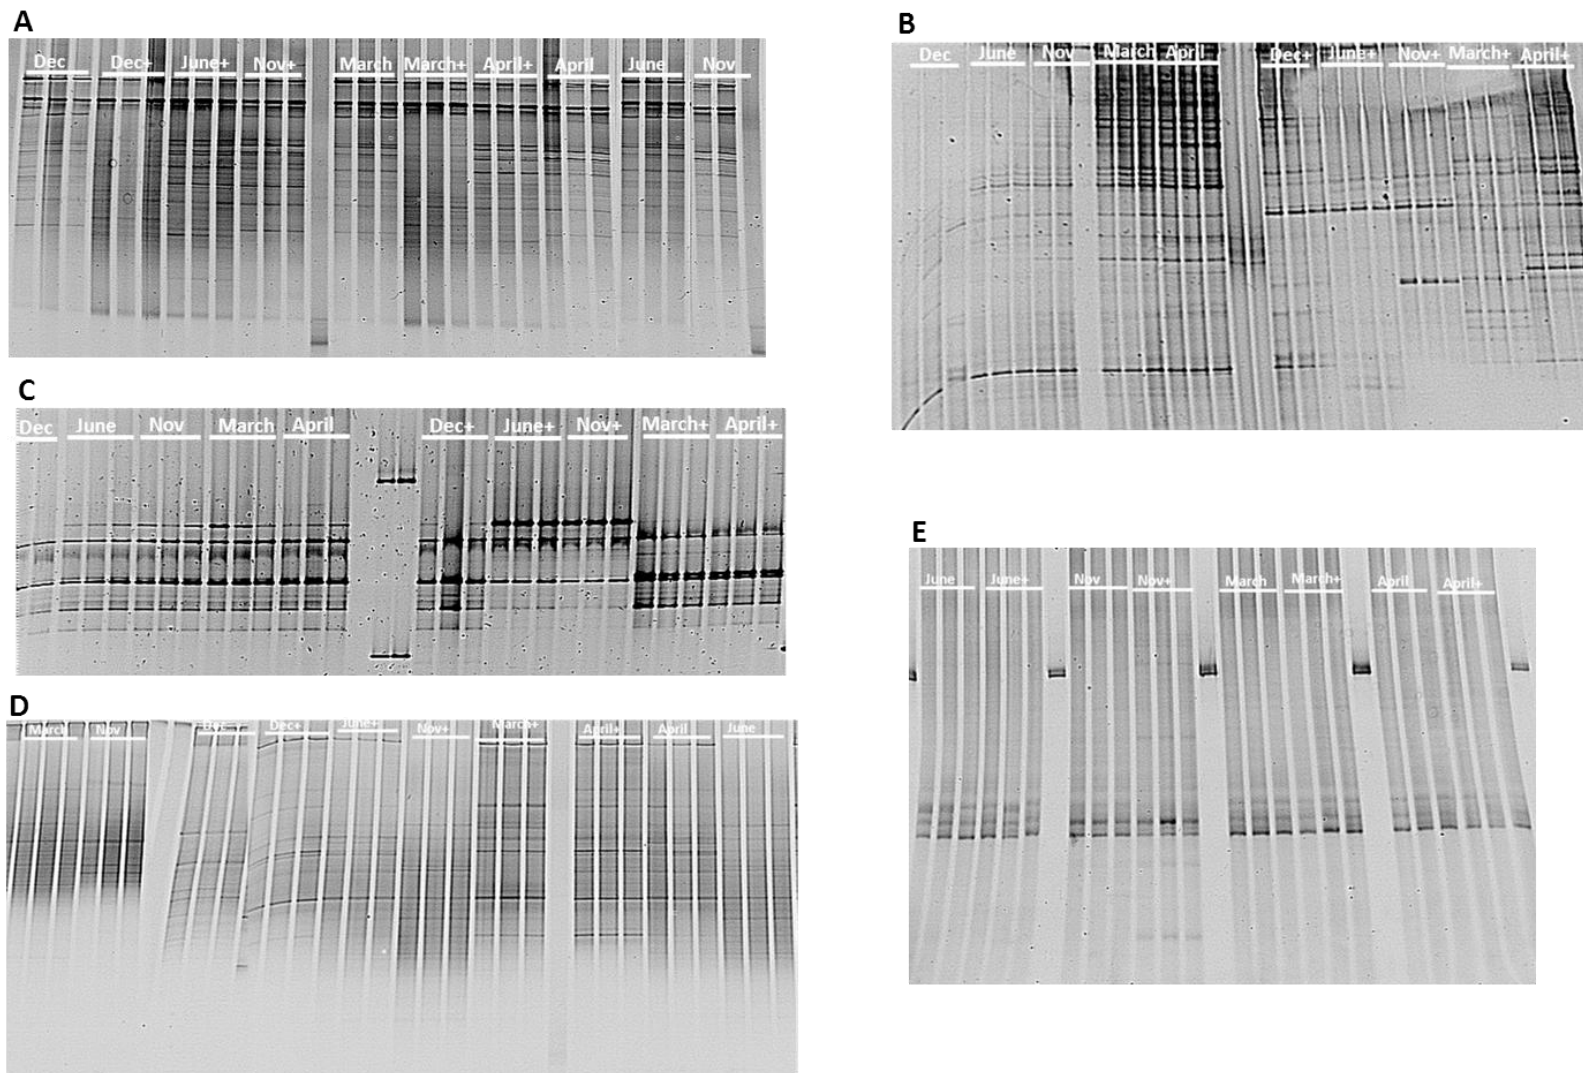 A
Dec Dec+ June+ Nov+ March March+ April+ April June Nov
B
Dec June Nov March April Dec+ June+ Nov+ March+ April+
C
Dec June Nov March April Dec+ June+ Nov+ March+ April+
D
March Nov Dec Dec+ June+ Nov+ March+ April+ April June
E
June June+ Nov Nov+ March March+ April April+